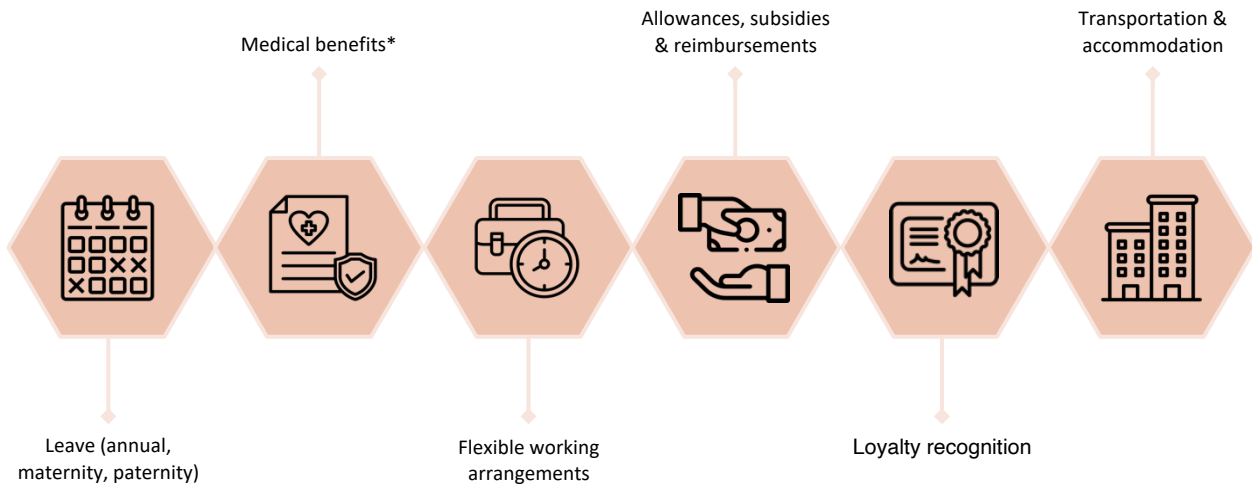 Allowances, subsidies
& reimbursements
Transportation &
accommodation
Medical benefits*
Leave (annual,
maternity, paternity)
Flexible working
arrangements
Loyalty recognition